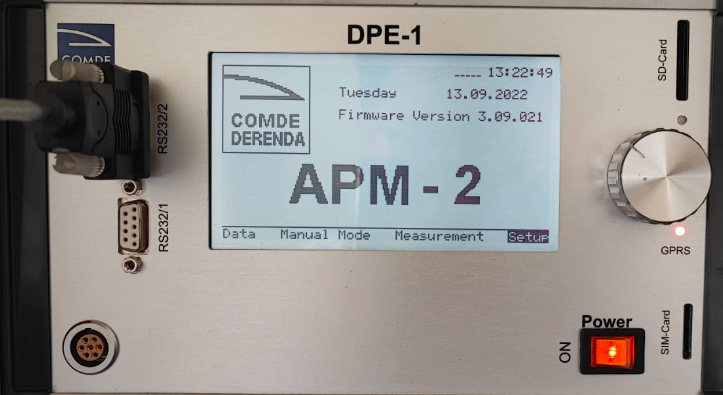 DPE-1
COMDE
RS232/2
RS232/1
----- 13:22:49
Tuesday 13.09.2022
Firmware Version 3.09.021
COMDE
DERENDA
APM-2
Data Manual Mode Measurement Setup
SD-Card
GPRS
SIM-Card
Power
ON